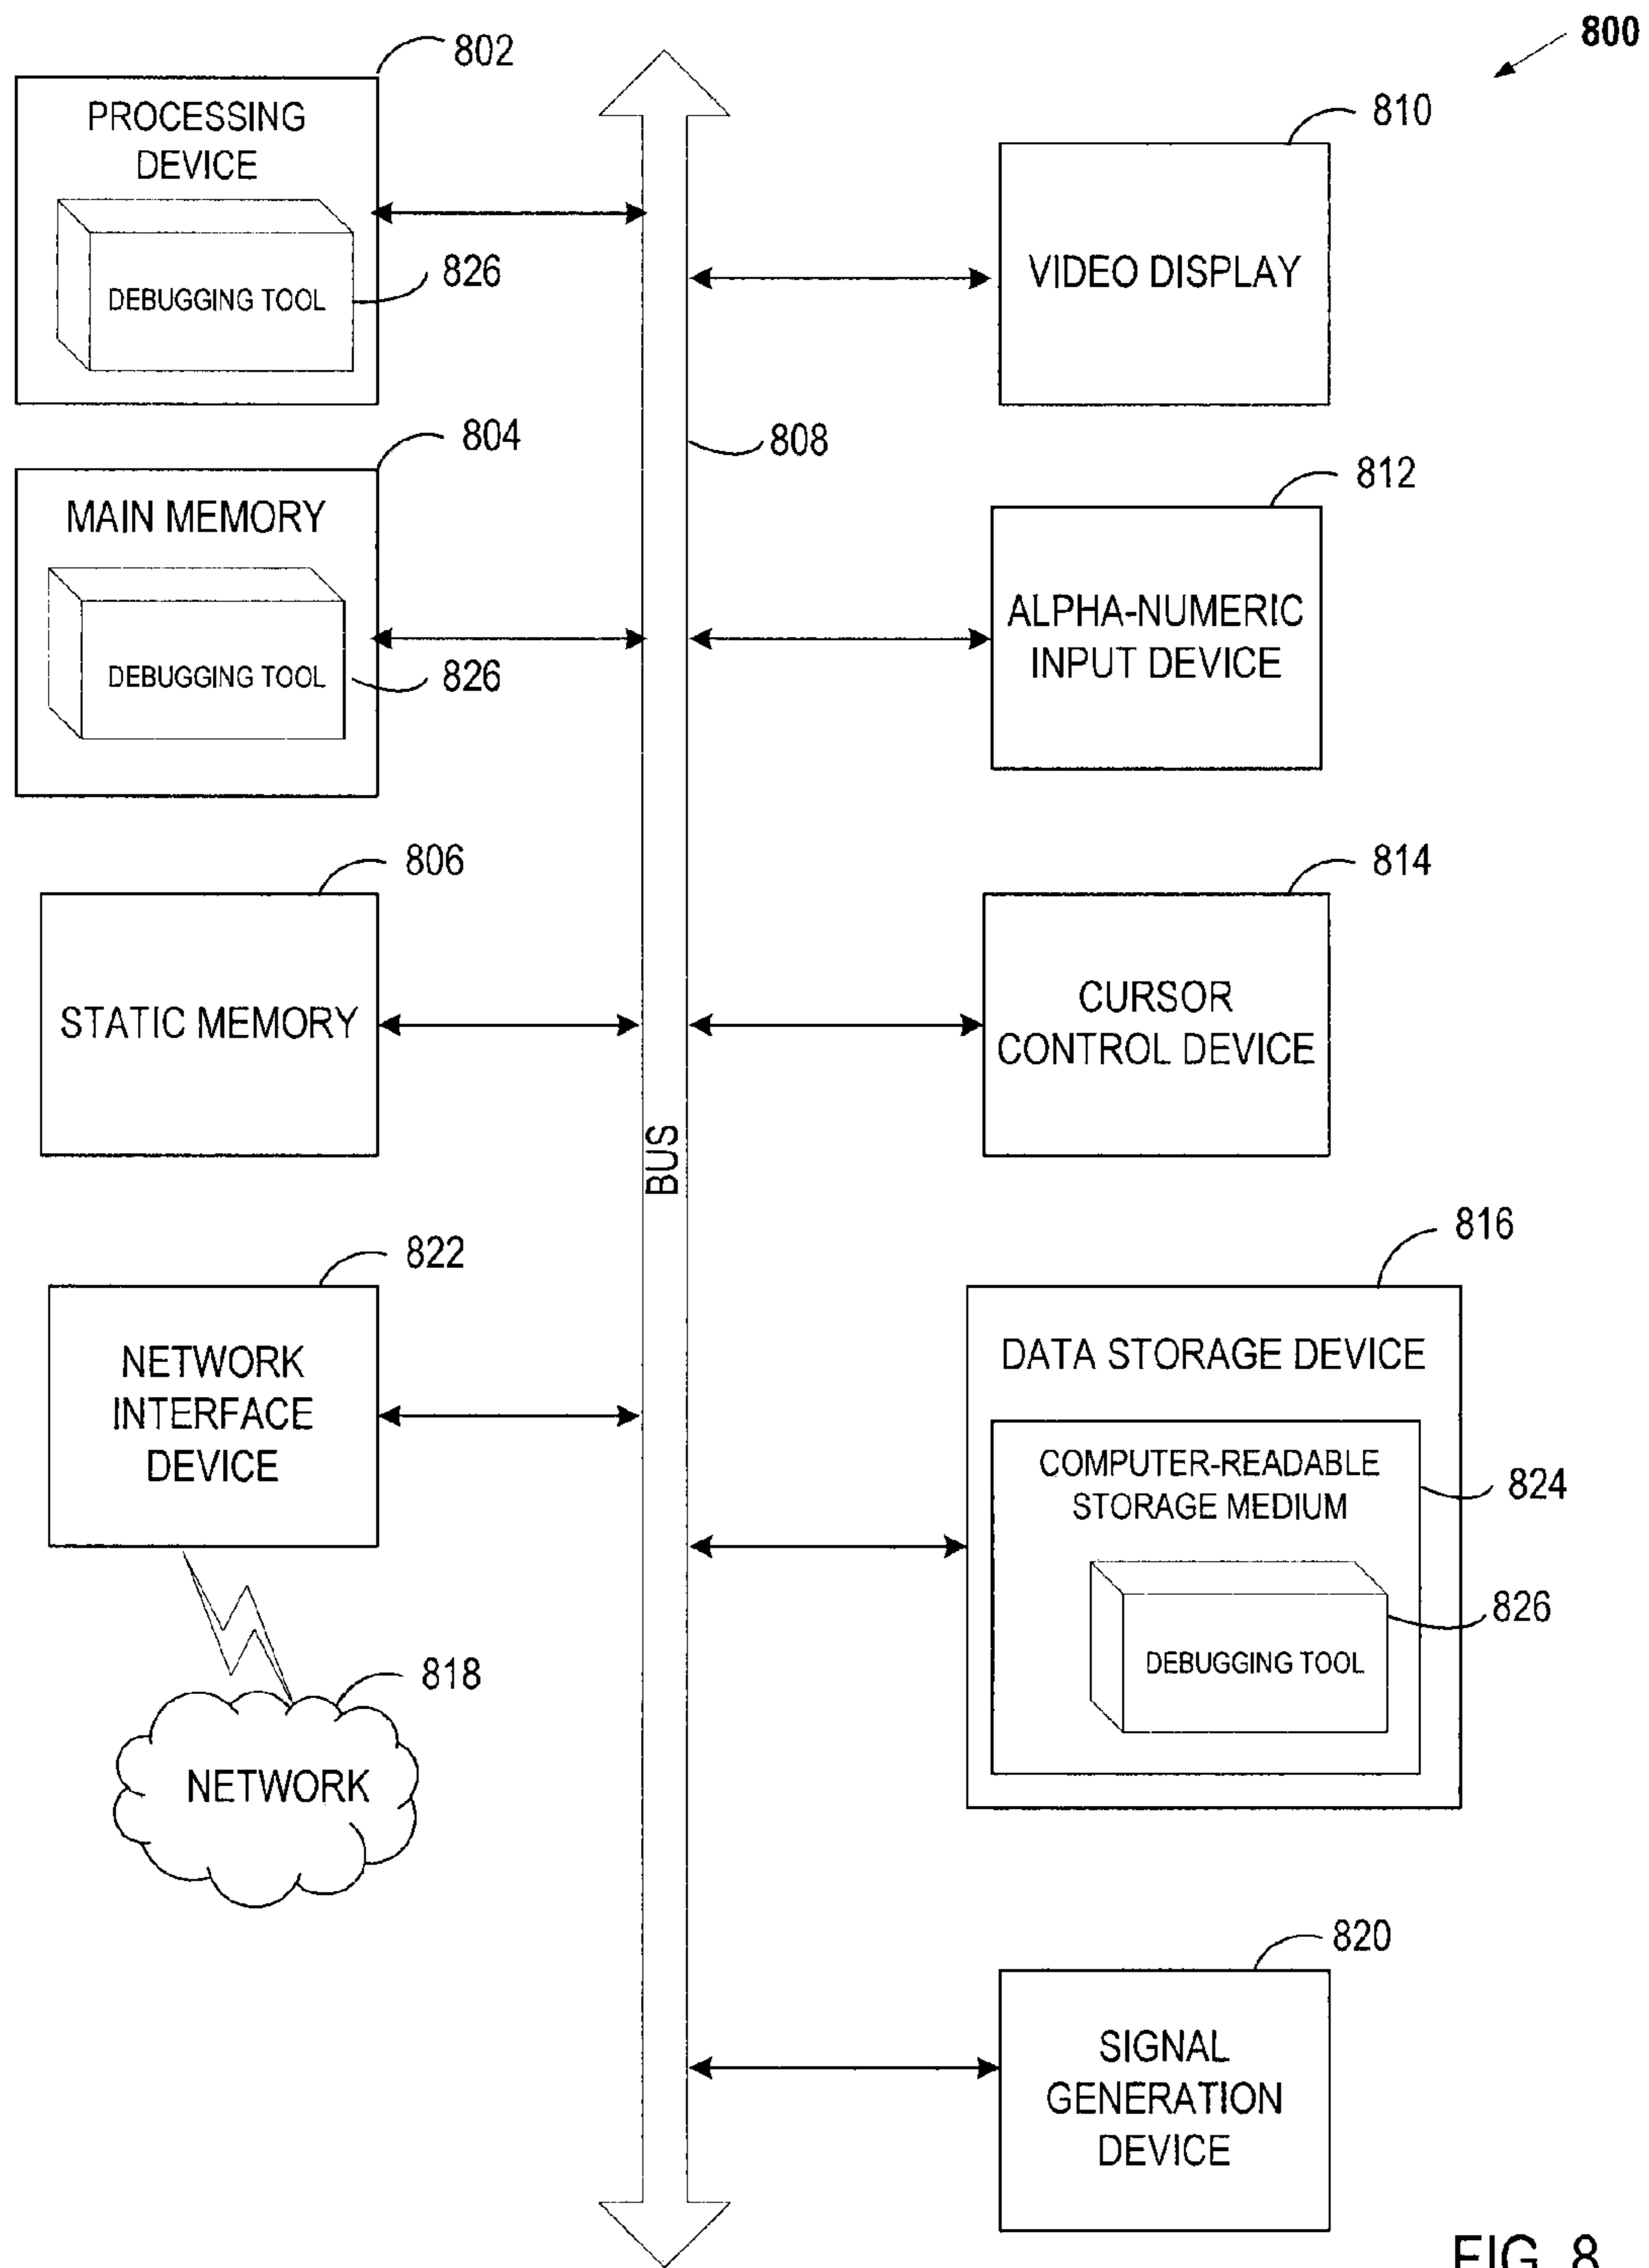 800
802
PROCESSING
DEVICE
826
DEBUGGING TOOL
804
MAIN MEMORY
826
DEBUGGING TOOL
806
STATIC MEMORY
822
NETWORK
INTERFACE
DEVICE
818
NETWORK
808
BUS
810
VIDEO DISPLAY
812
ALPHA-NUMERIC
INPUT DEVICE
814
CURSOR
CONTROL DEVICE
816
DATA STORAGE DEVICE
COMPUTER-READABLE
STORAGE MEDIUM
824
826
DEBUGGING TOOL
820
SIGNAL
GENERATION
DEVICE
FIG. 8